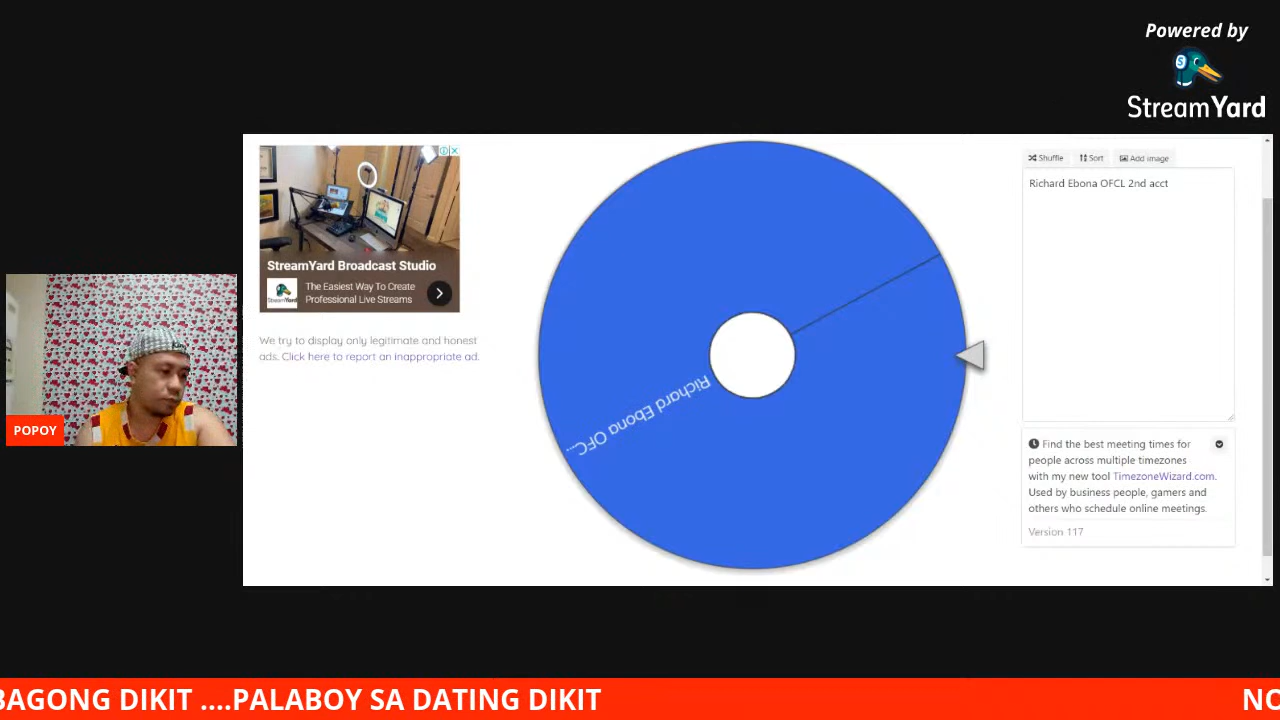 Powered by
StreamYard
Shuffle
Sort
Add image
Richard Ebona OFCL 2nd acct
StreamYard Broadcast Studio
StreamYard
The Easiest Way To Create
Professional Live Streams
We try to display only legitimate and honest
ads. Click here to report an inappropriate ad.
Richard Ebona OFC...
POPOY
Find the best meeting times for
people across multiple timezones
with my new tool TimezoneWizard.com.
Used by business people, gamers and
others who schedule online meetings.
Version 117
BAGONG DIKIT ....PALABOY SA DATING DIKIT
NO